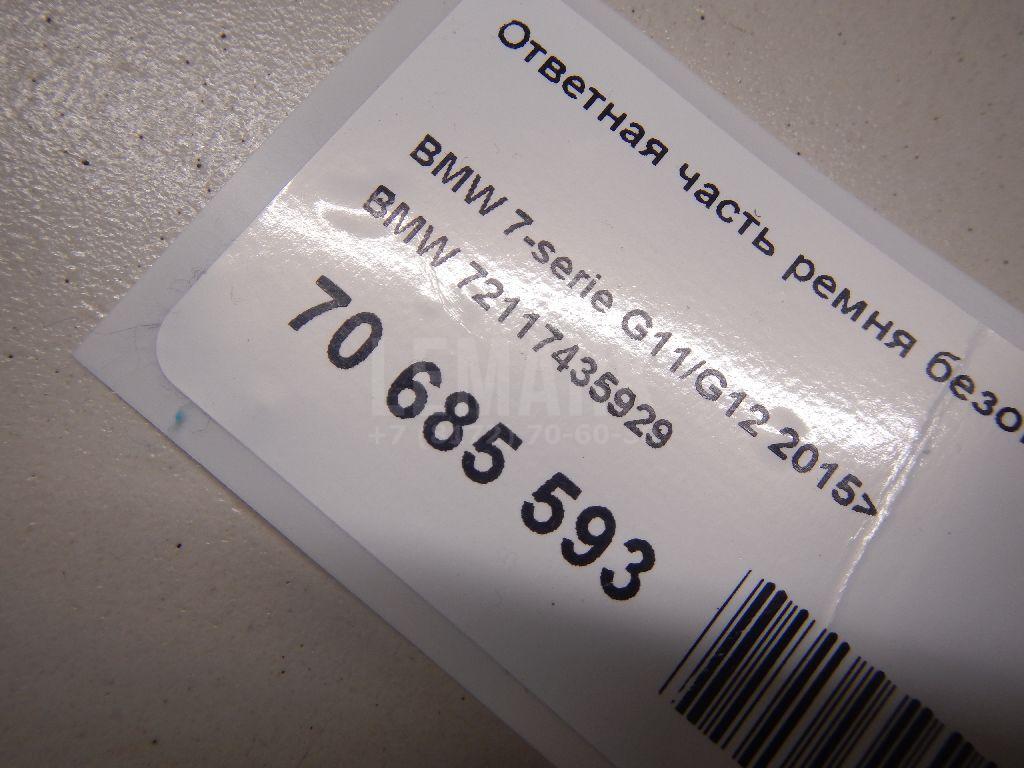 Ответная часть ремня безо
BMW 7-serie G11/G12 2015>
BMW 72117435929
70 685 593